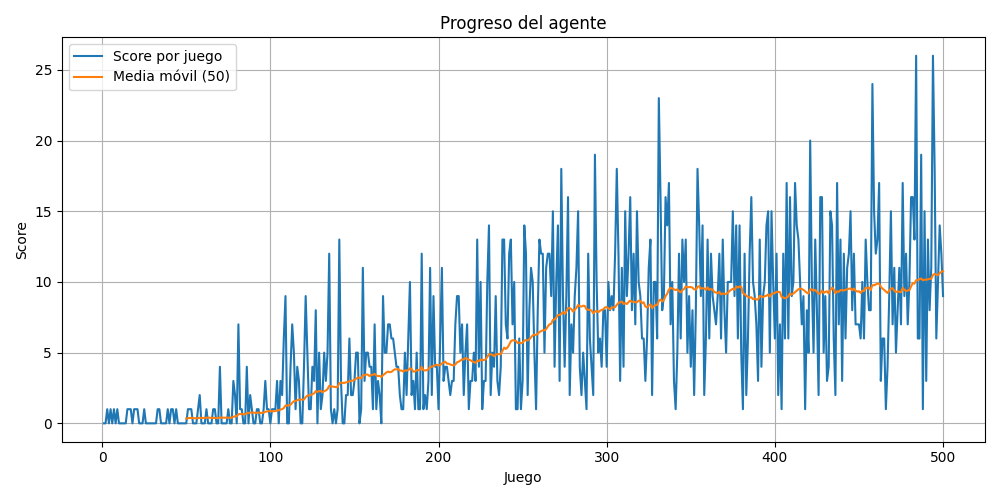 Progreso del agente
Score por juego
Media móvil (50)
Score
25
20
15
10
5
0
0 100 200 300 400 500
Juego